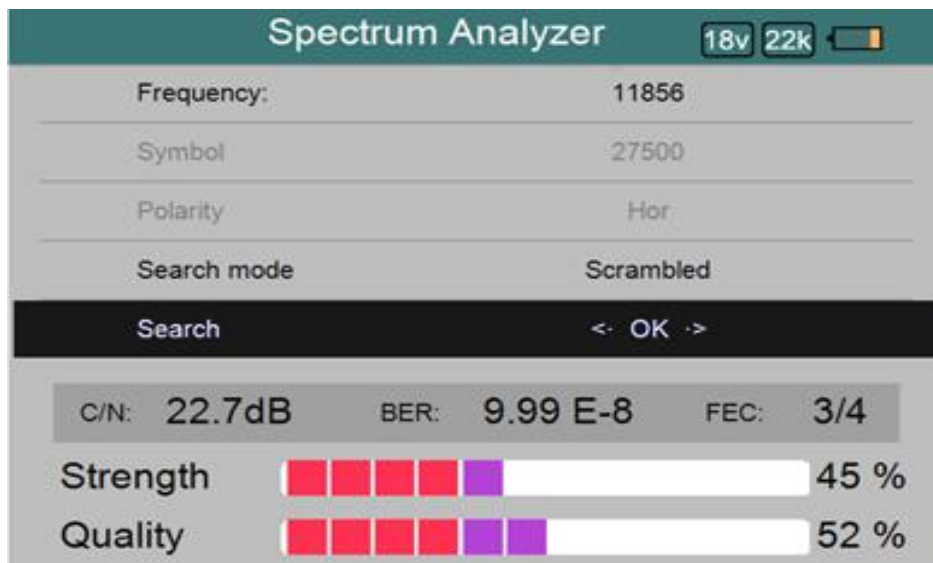 Spectrum Analyzer 18v 22k
Frequency: 11856
Symbol 27500
Polarity Hor
Search mode Scrambled
Search <- OK ->
C/N: 22.7dB BER: 9.99 E-8 FEC: 3/4
Strength 45 %
Quality 52 %